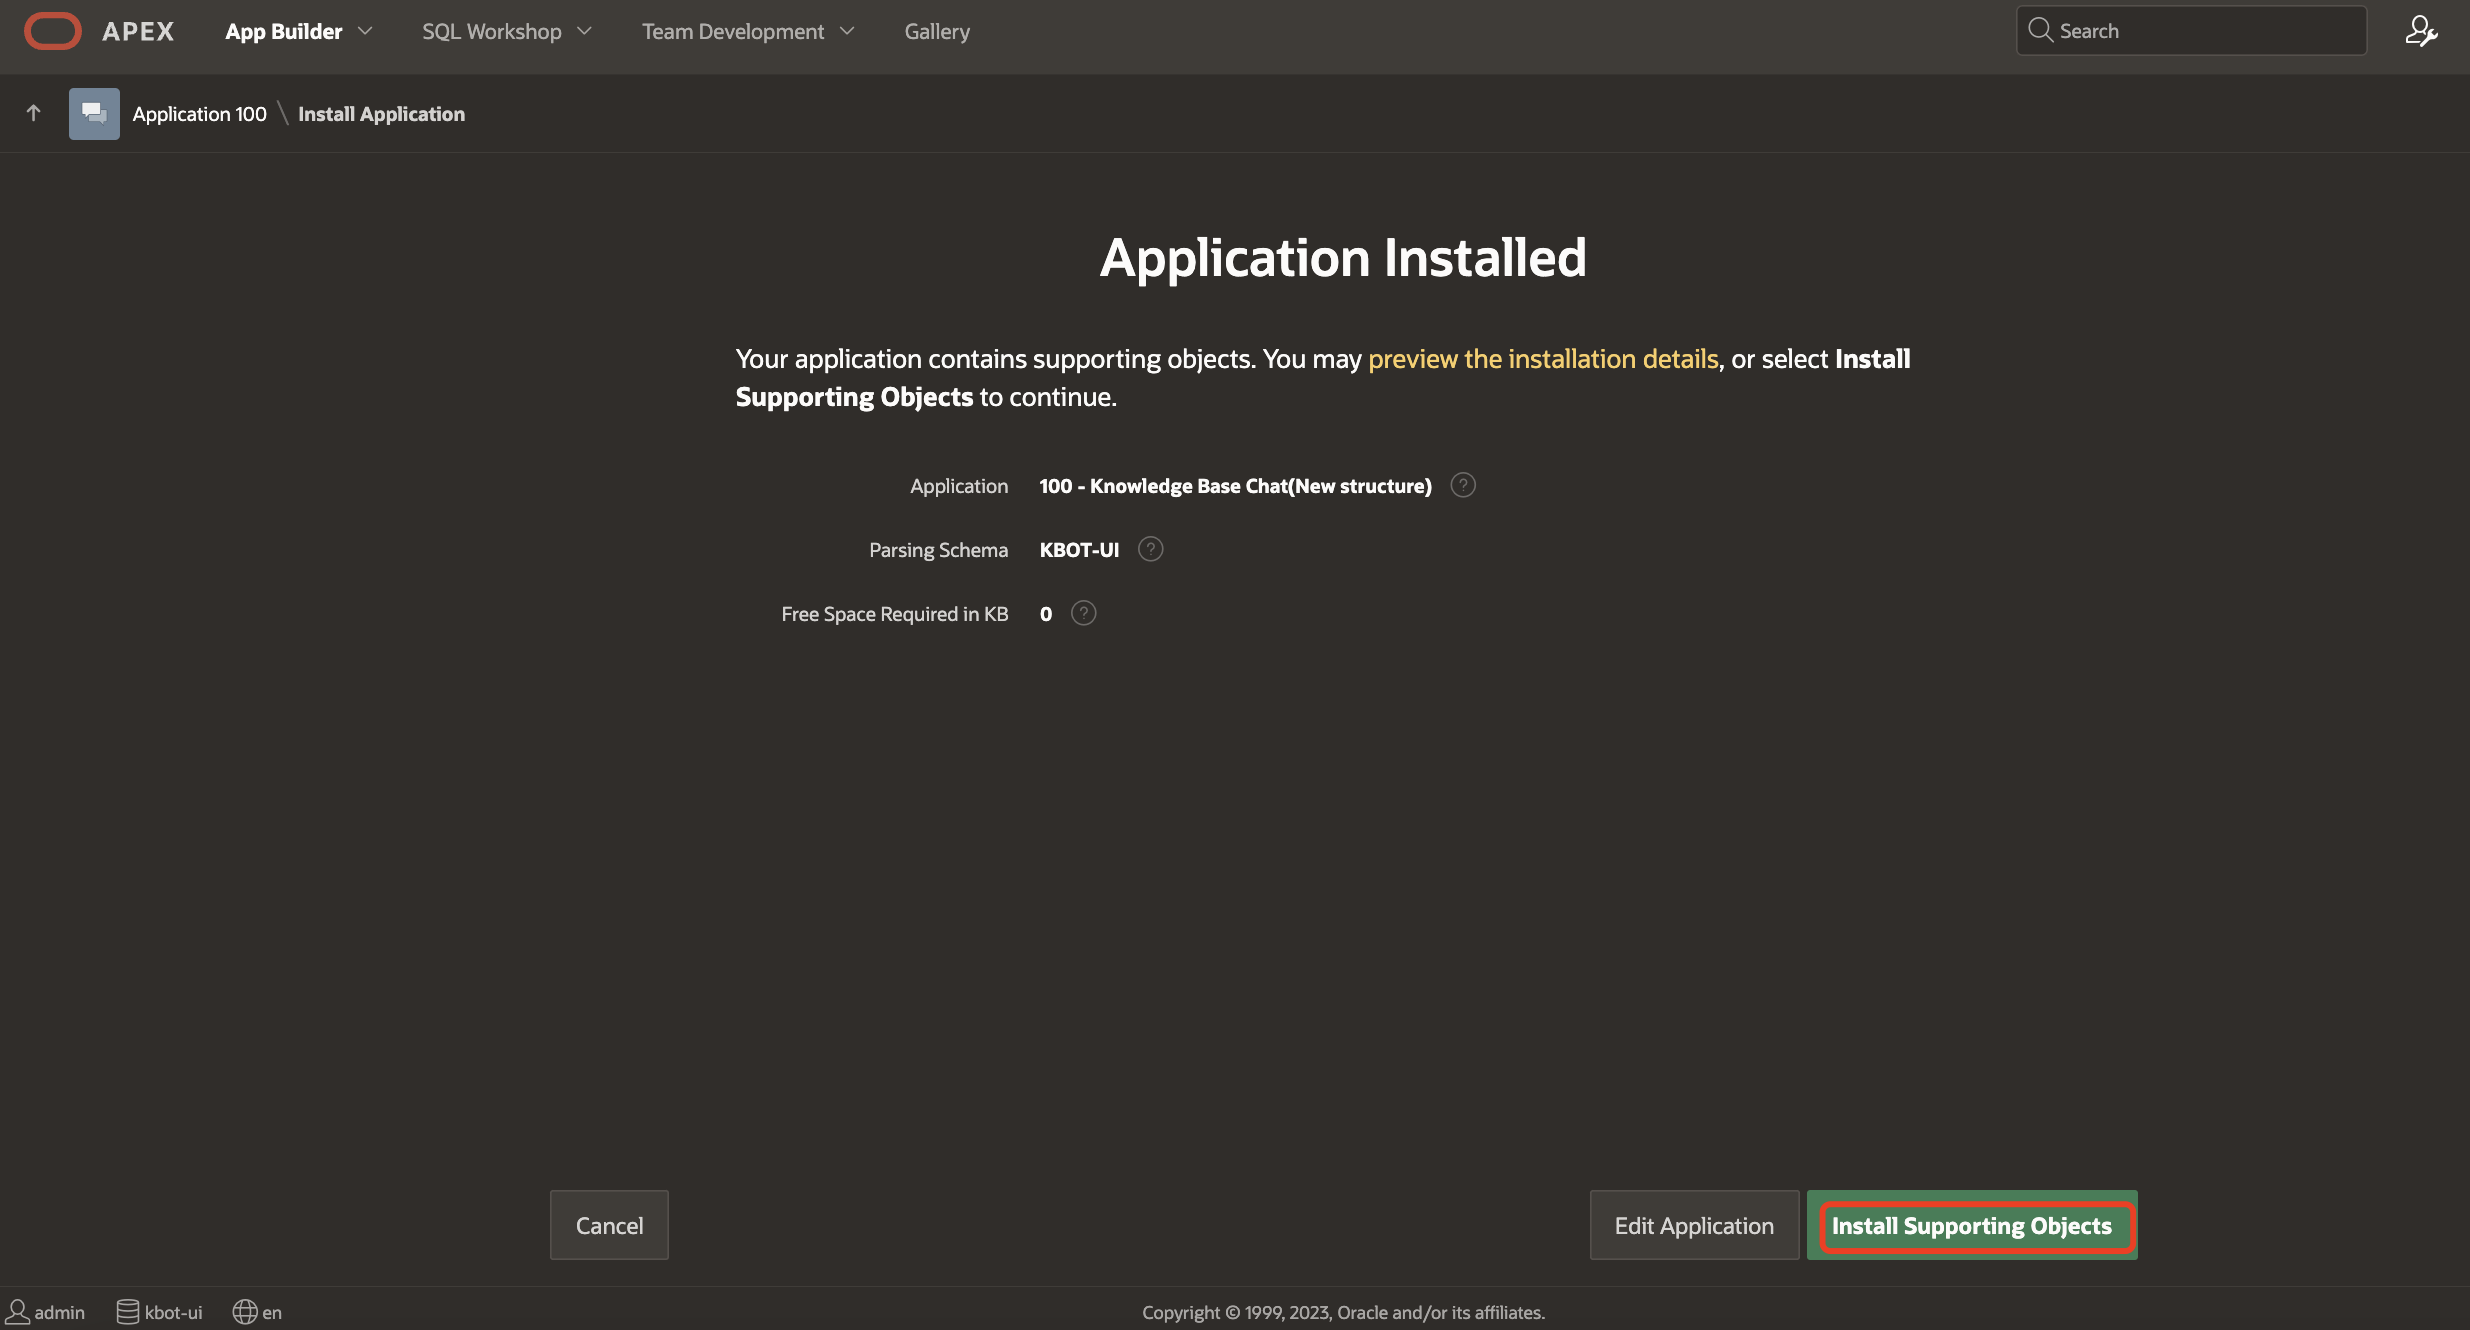 APEX App Builder SQL Workshop Team Development Gallery Search
Application 100 \ Install Application
Application Installed
Your application contains supporting objects. You may preview the installation details, or select Install
Supporting Objects to continue.
Application 100 - Knowledge Base Chat(New structure) ?
Parsing Schema KBOT-UI ?
Free Space Required in KB 0 ?
Cancel Edit Application Install Supporting Objects
admin kbot-ui en Copyright © 1999, 2023, Oracle and/or its affiliates.